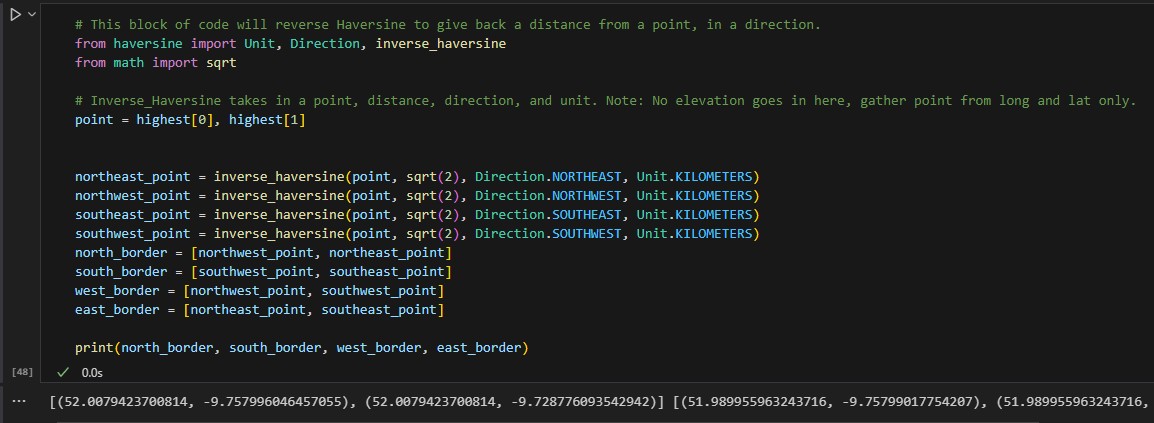 # This block of code will reverse Haversine to give back a distance from a point, in a direction.
from haversine import Unit, Direction, inverse_haversine
from math import sqrt
# Inverse_Haversine takes in a point, distance, direction, and unit. Note: No elevation goes in here, gather point from long and lat only.
point = highest[0], highest[1]
northeast_point = inverse_haversine(point, sqrt(2), Direction.NORTHEAST, Unit.KILOMETERS)
northwest_point = inverse_haversine(point, sqrt(2), Direction.NORTHWEST, Unit.KILOMETERS)
southeast_point = inverse_haversine(point, sqrt(2), Direction.SOUTHEAST, Unit.KILOMETERS)
southwest_point = inverse_haversine(point, sqrt(2), Direction.SOUTHWEST, Unit.KILOMETERS)
north_border = [northwest_point, northeast_point]
south_border = [southwest_point, southeast_point]
west_border = [northwest_point, southwest_point]
east_border = [northeast_point, southeast_point]
print(north_border, south_border, west_border, east_border)
[48] ✓ 0.0s
... [(52.0079423700814, -9.757996046457055), (52.0079423700814, -9.728776093542942)] [(51.989955963243716, -9.75799017754207), (51.989955963243716,